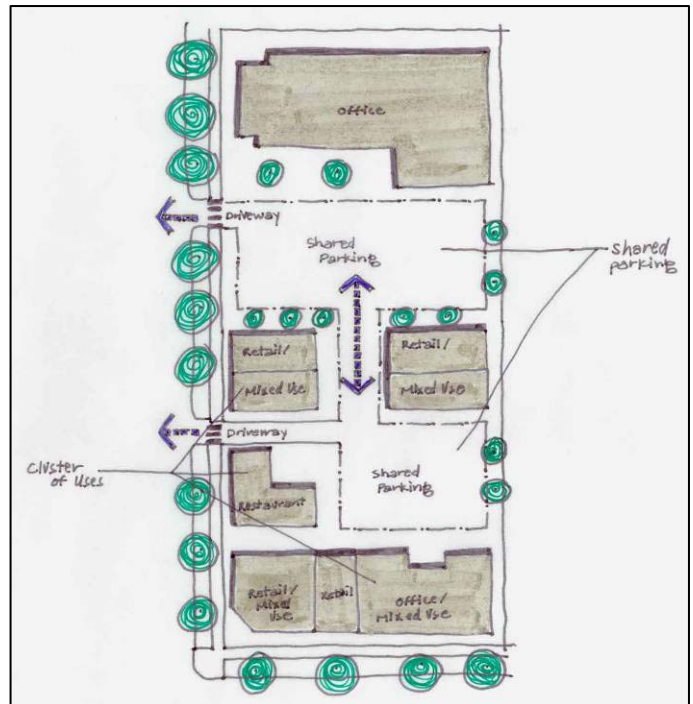 Office
Driveway
Shared
Parking
Shared
parking
Retail/
Mixed Use
Retail/
Mixed Use
Driveway
Cluster
of Uses
Shared
Parking
Restaurant
Retail/
Mixed
Use
Retail
Office/
Mixed Use